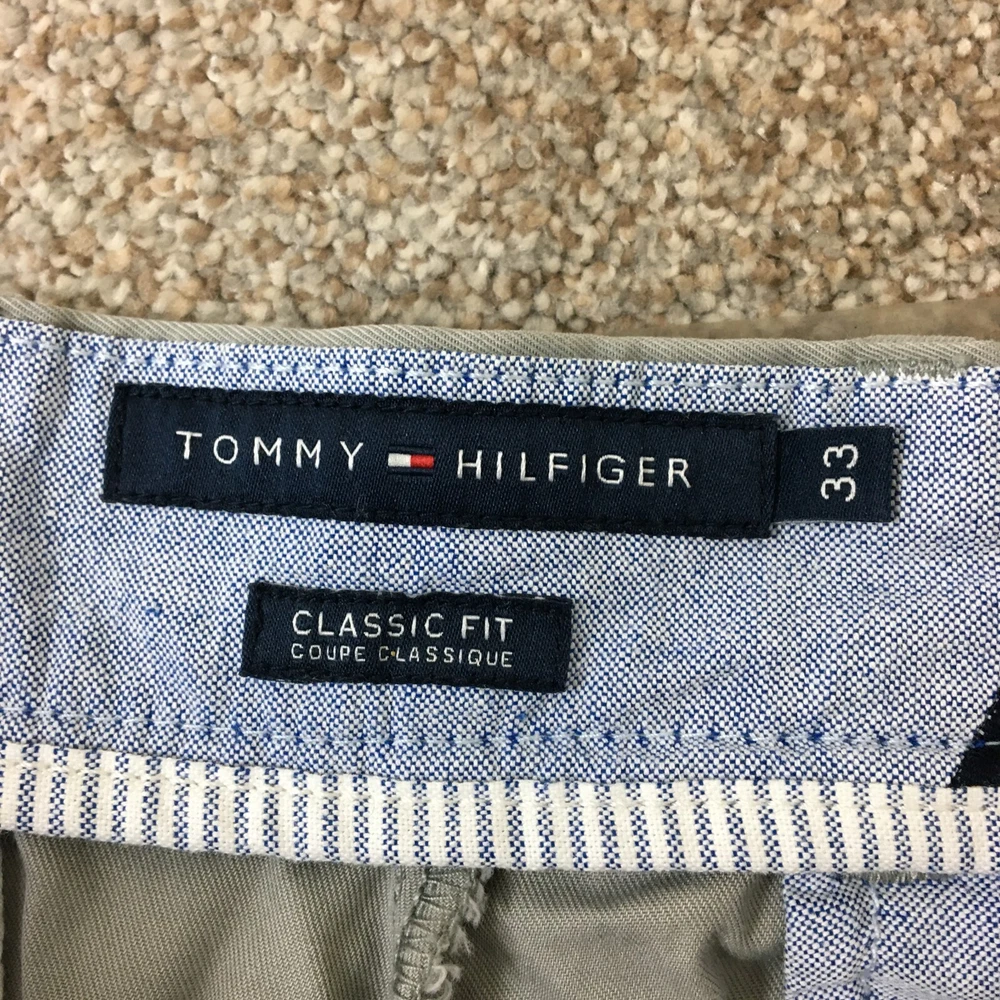 TOMMY HILFIGER
33
CLASSIC FIT
COUPE CLASSIQUE